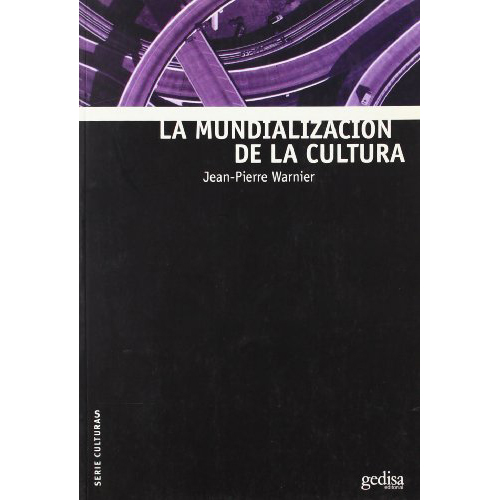 LA MUNDIALIZACIÓN
DE LA CULTURA
Jean-Pierre Warnier
SERIE CULTURAS
gedisa
editorial